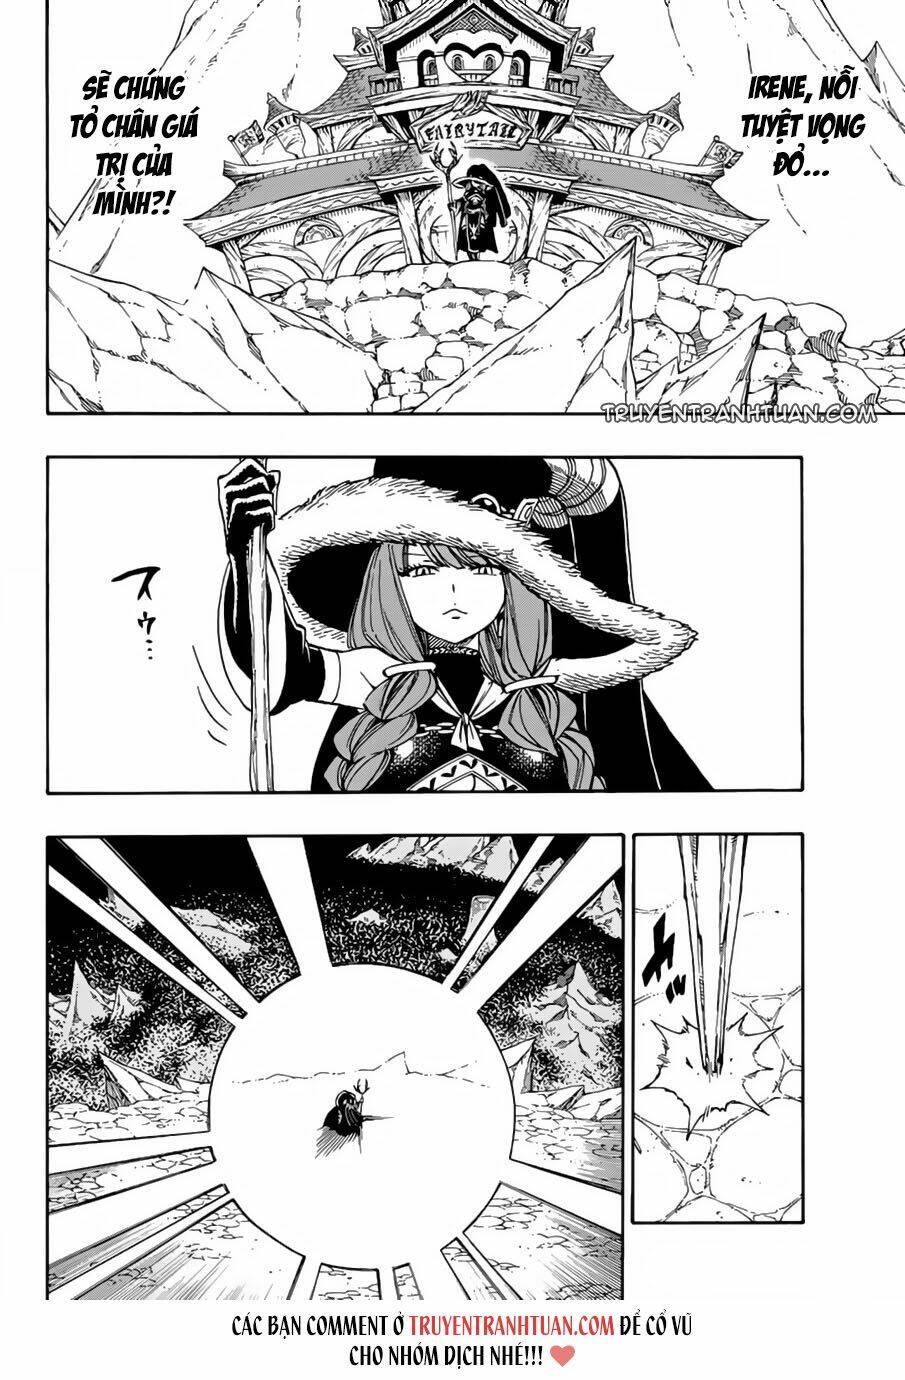 IRENE, NỖI
TUYỆT VỌNG
ĐỎ...
SẼ CHỨNG
TỎ CHÂN GIÁ
TRỊ CỦA
MÌNH?!
FAIRYTAIL
TRUYENTRANHTUAN.COM
スゥ…
カッ
CÁC BẠN COMMENT Ở TRUYENTRANHTUAN.COM ĐỂ CỔ VŨ
CHO NHÓM DỊCH NHÉ!!! ❤